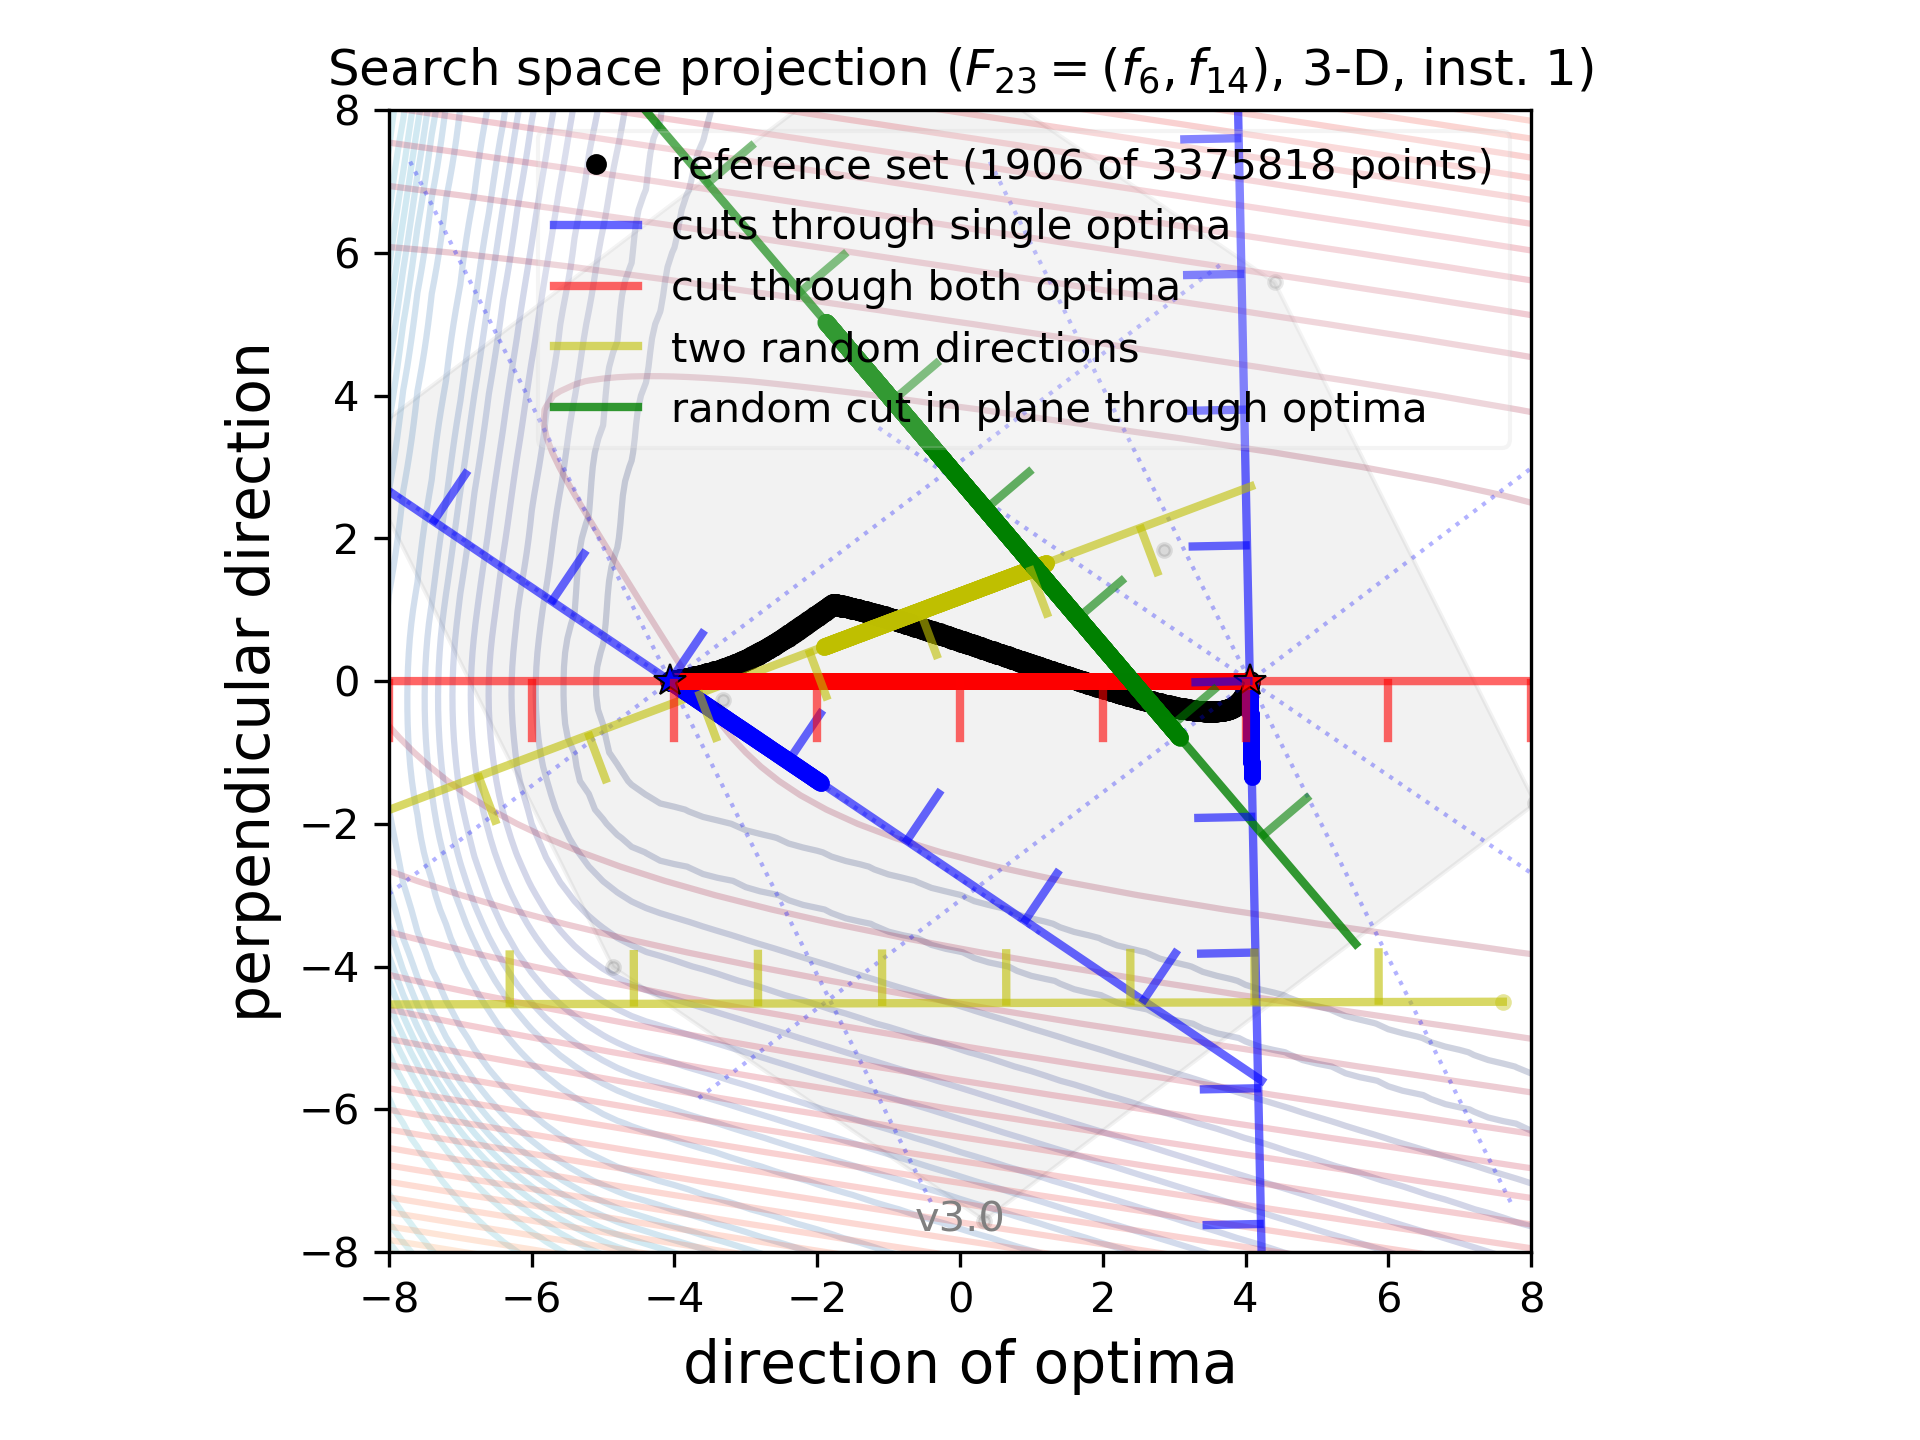 Search space projection (F₂₃ = (f₆, f₁₄), 3-D, inst. 1)
8
6
4
2
0
−2
−4
−6
−8
perpendicular direction
reference set (1906 of 3375818 points)
cuts through single optima
cut through both optima
two random directions
random cut in plane through optima
v3.0
−8 −6 −4 −2 0 2 4 6 8
direction of optima